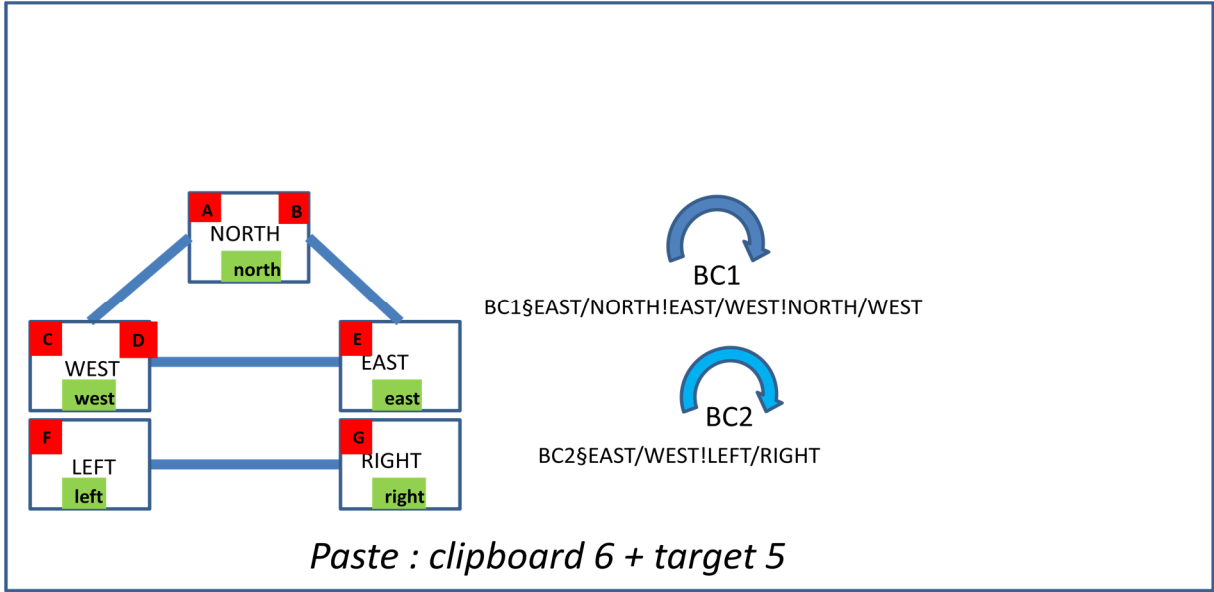 A B
NORTH
north
BC1
BC1§EAST/NORTH!EAST/WEST!NORTH/WEST
C D E
WEST EAST
west east
BC2
F G
LEFT RIGHT
left right
BC2§EAST/WEST!LEFT/RIGHT
Paste : clipboard 6 + target 5